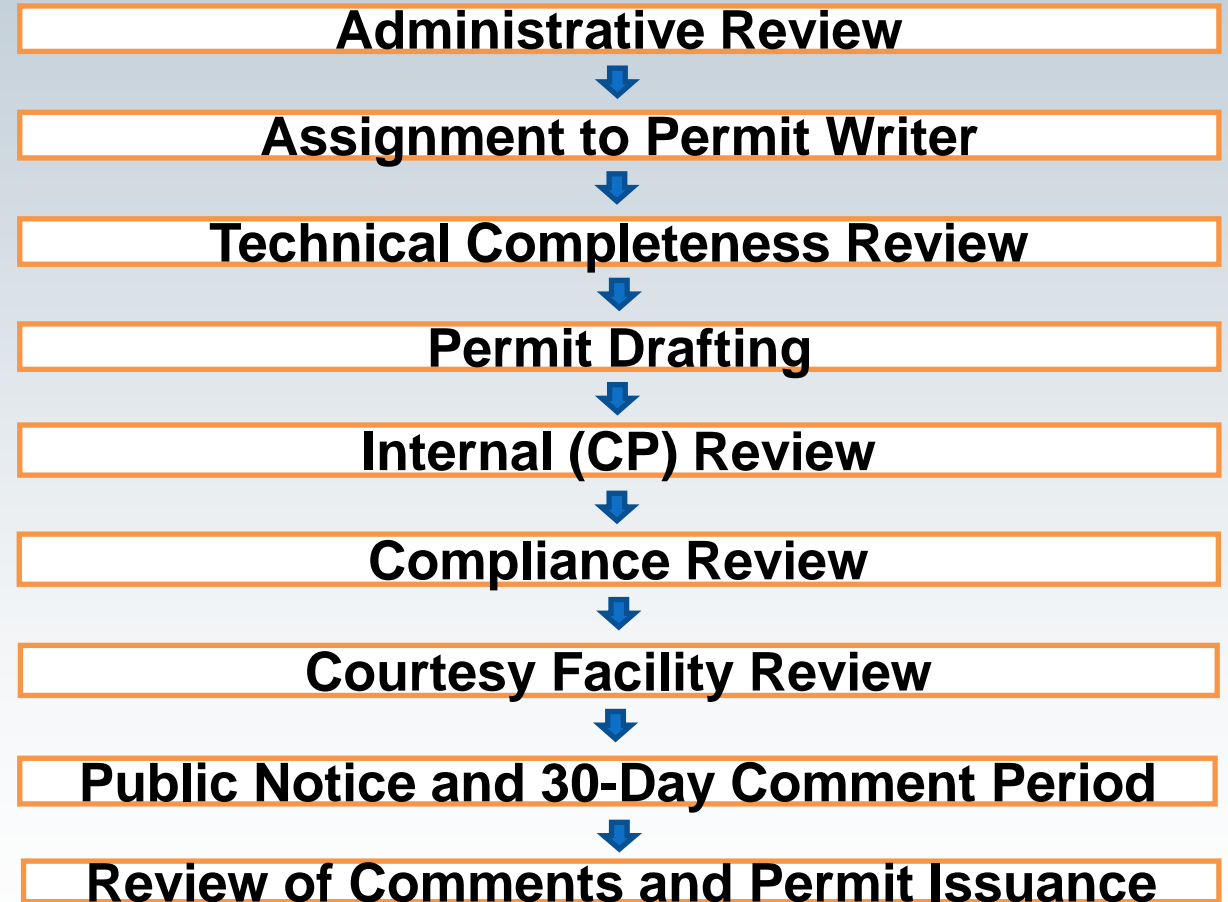 Administrative Review
Assignment to Permit Writer
Technical Completeness Review
Permit Drafting
Internal (CP) Review
Compliance Review
Courtesy Facility Review
Public Notice and 30-Day Comment Period
Review of Comments and Permit Issuance